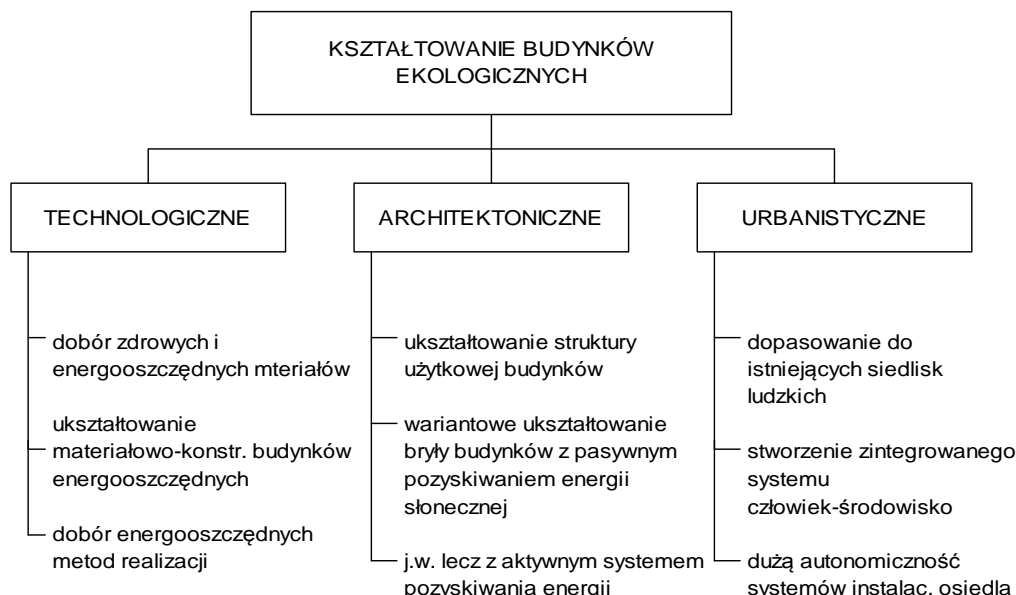 KSZTAŁTOWANIE BUDYNKÓW
EKOLOGICZNYCH
TECHNOLOGICZNE
dobór zdrowych i
energooszczędnych mteriałów
ukształtowanie
materiałowo-konstr. budynków
energooszczędnych
dobór energooszczędnych
metod realizacji
ARCHITEKTONICZNE
ukształtowanie struktury
użytkowej budynków
wariantowe ukształtowanie
bryły budynków z pasywnym
pozyskiwaniem energii
słonecznej
j.w. lecz z aktywnym systemem
pozyskiwania energii
URBANISTYCZNE
dopasowanie do
istniejących siedlisk
ludzkich
stworzenie zintegrowanego
systemu
człowiek-środowisko
dużą autonomiczność
systemów instalac. osiedla